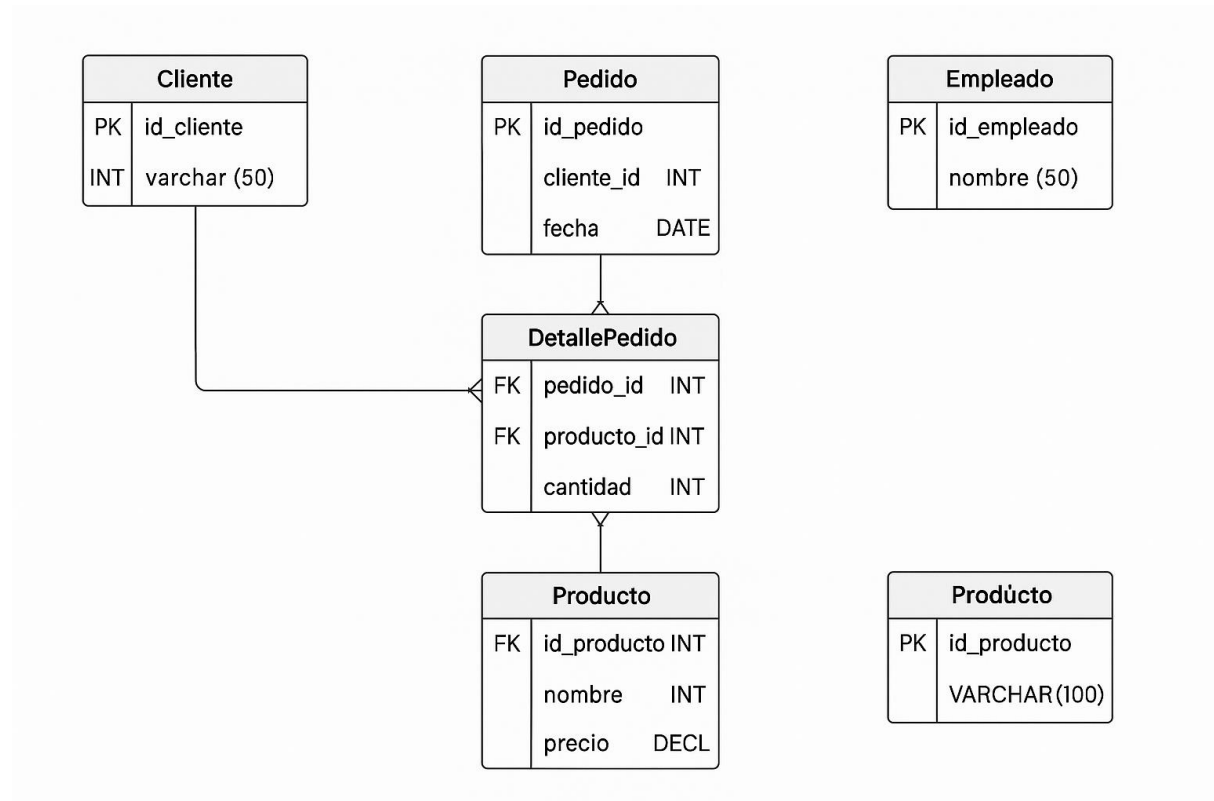 Cliente
PK id_cliente
INT varchar (50)
Pedido
PK id_pedido
cliente_id INT
fecha DATE
Empleado
PK id_empleado
nombre (50)
DetallePedido
FK pedido_id INT
FK producto_id INT
cantidad INT
Producto
FK id_producto INT
nombre INT
precio DECL
Produ̇cto
PK id_producto
VARCHAR(100)